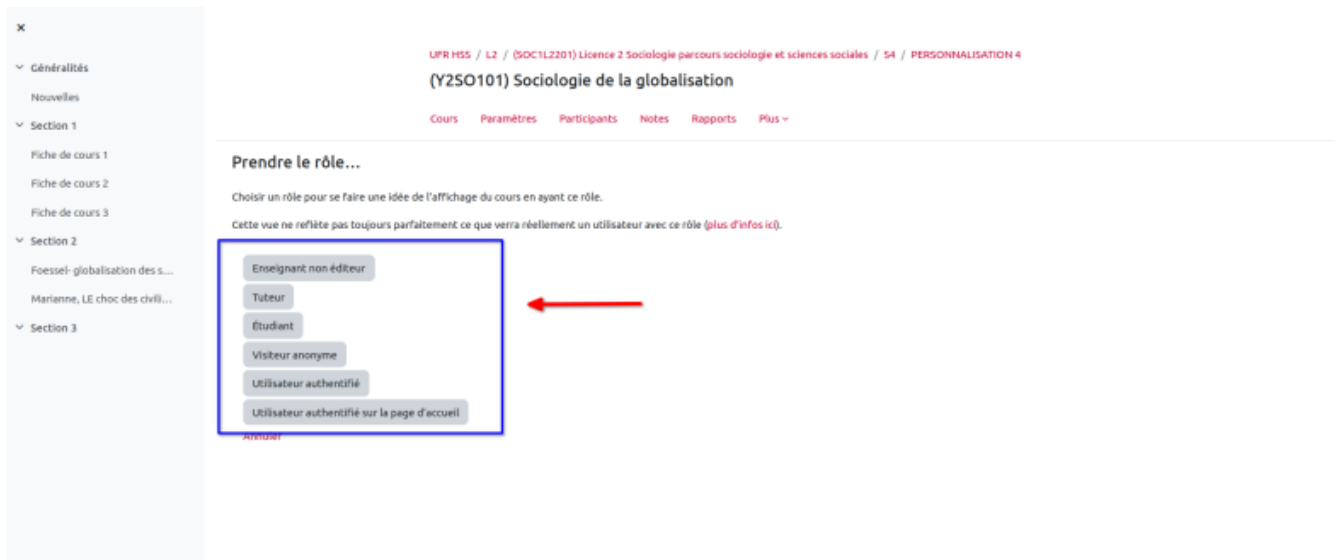 ×
Généralités
Nouvelles
Section 1
Fiche de cours 1
Fiche de cours 2
Fiche de cours 3
Section 2
Foessel- globalisation des s...
Marianne, LE choc des civili...
Section 3
UFR HSS / L2 / (SOC1L2201) Licence 2 Sociologie parcours sociologie et sciences sociales / S4 / PERSONNALISATION 4
(Y2SO101) Sociologie de la globalisation
Cours Paramètres Participants Notes Rapports Plus
Prendre le rôle...
Choisir un rôle pour se faire une idée de l'affichage du cours en ayant ce rôle.
Cette vue ne reflète pas toujours parfaitement ce que verra réellement un utilisateur avec ce rôle (plus d'infos ici).
Enseignant non éditeur
Tuteur
Étudiant
Visiteur anonyme
Utilisateur authentifié
Utilisateur authentifié sur la page d'accueil
Annuler